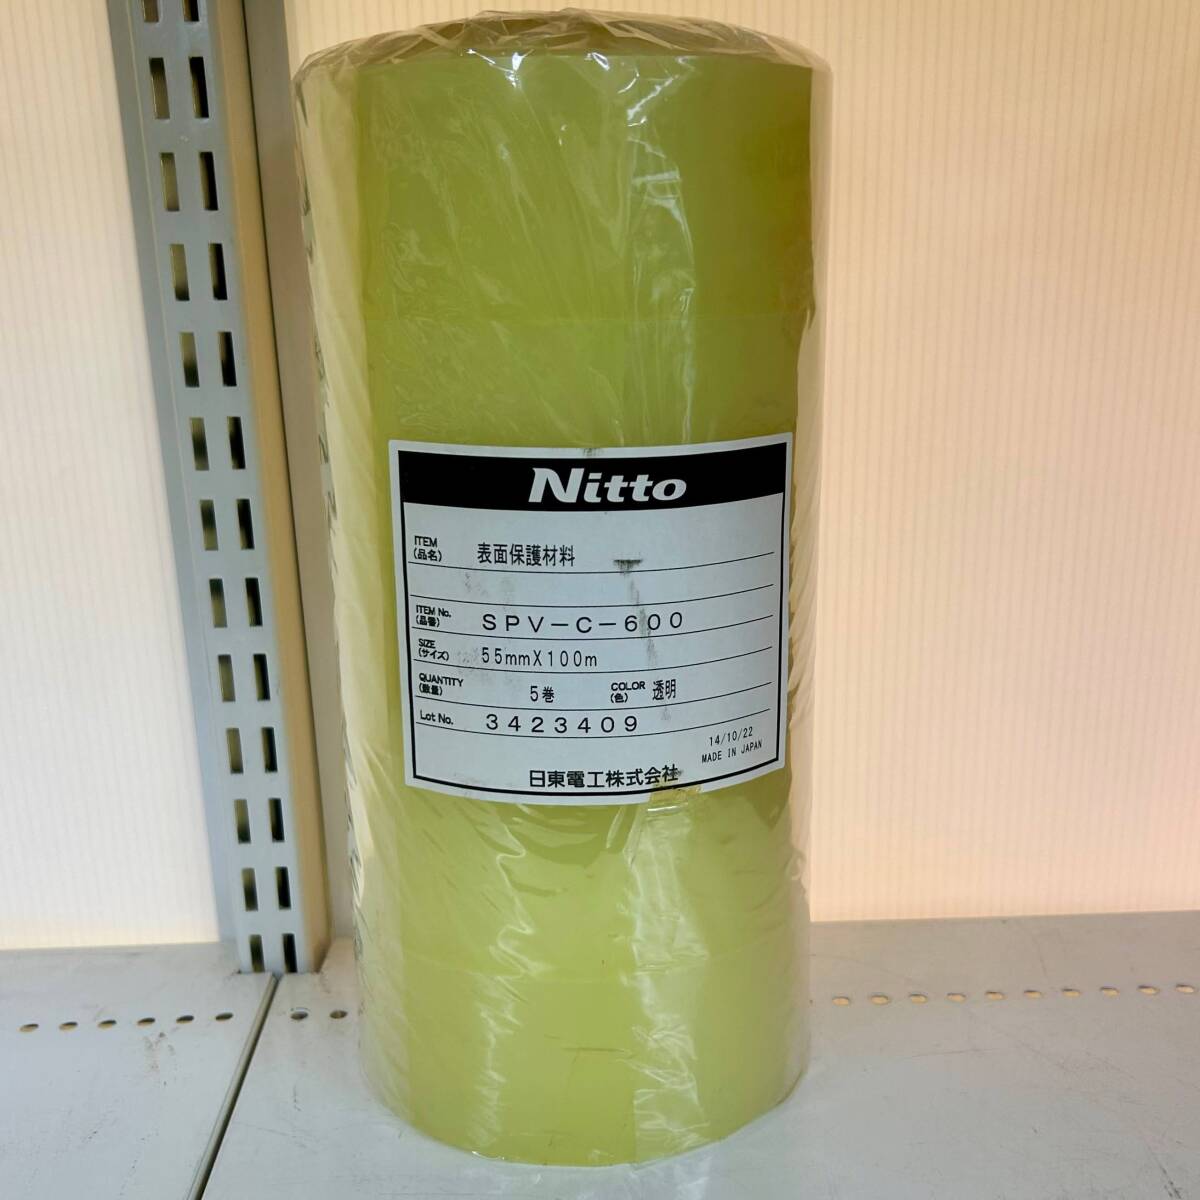 Nitto
ITEM
(品名) 表面保護材料
ITEM No.
(品番) SPV-C-600
SIZE
(サイズ) 55mmX100m
QUANTITY
(数量) 5巻 COLOR
(色) 透明
Lot No. 3423409
14/10/22
MADE IN JAPAN
日東電工株式会社